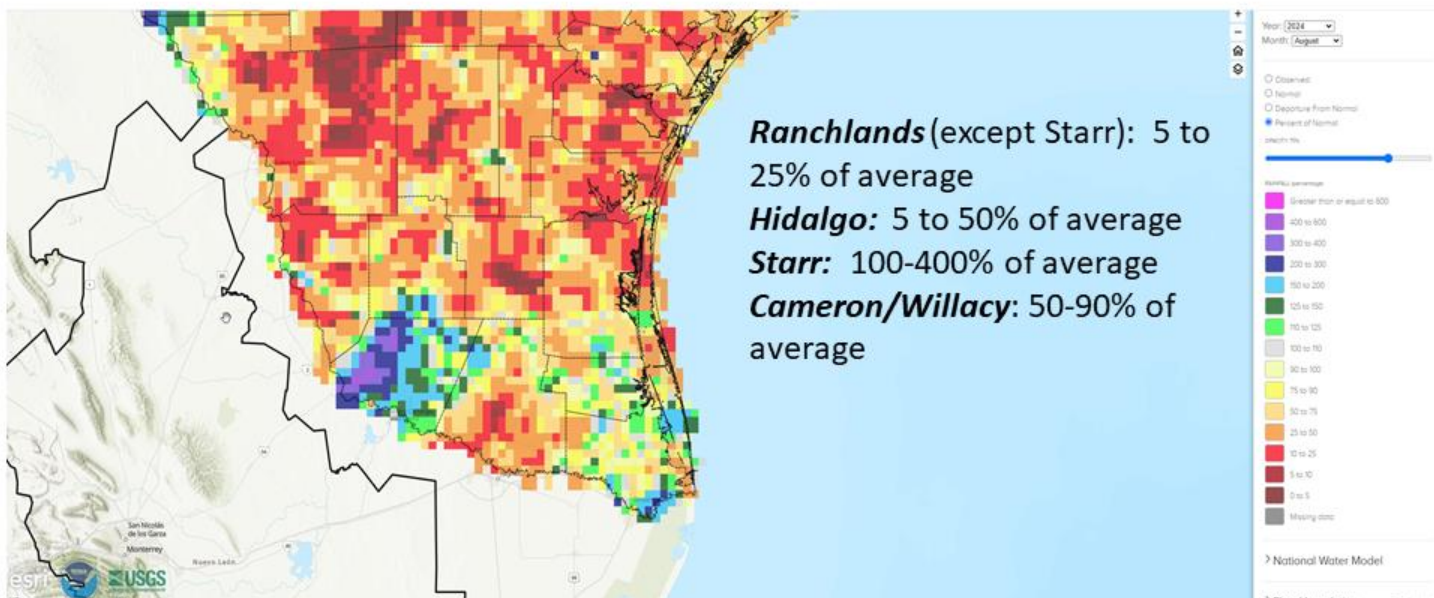 Ranchlands (except Starr): 5 to
25% of average
Hidalgo: 5 to 50% of average
Starr: 100-400% of average
Cameron/Willacy: 50-90% of
average
+
−
Year: 2024
Month: August
Observed
Normal
Departure From Normal
Percent of Normal
RAINFALL percentage
Greater than or equal to 600
400 to 600
300 to 400
200 to 300
150 to 200
125 to 150
110 to 125
100 to 110
90 to 100
75 to 90
50 to 75
25 to 50
10 to 25
5 to 10
0 to 5
Missing data
National Water Model
San Nicolás
de los Garza
Monterrey
Nuevo León
esri
USGS